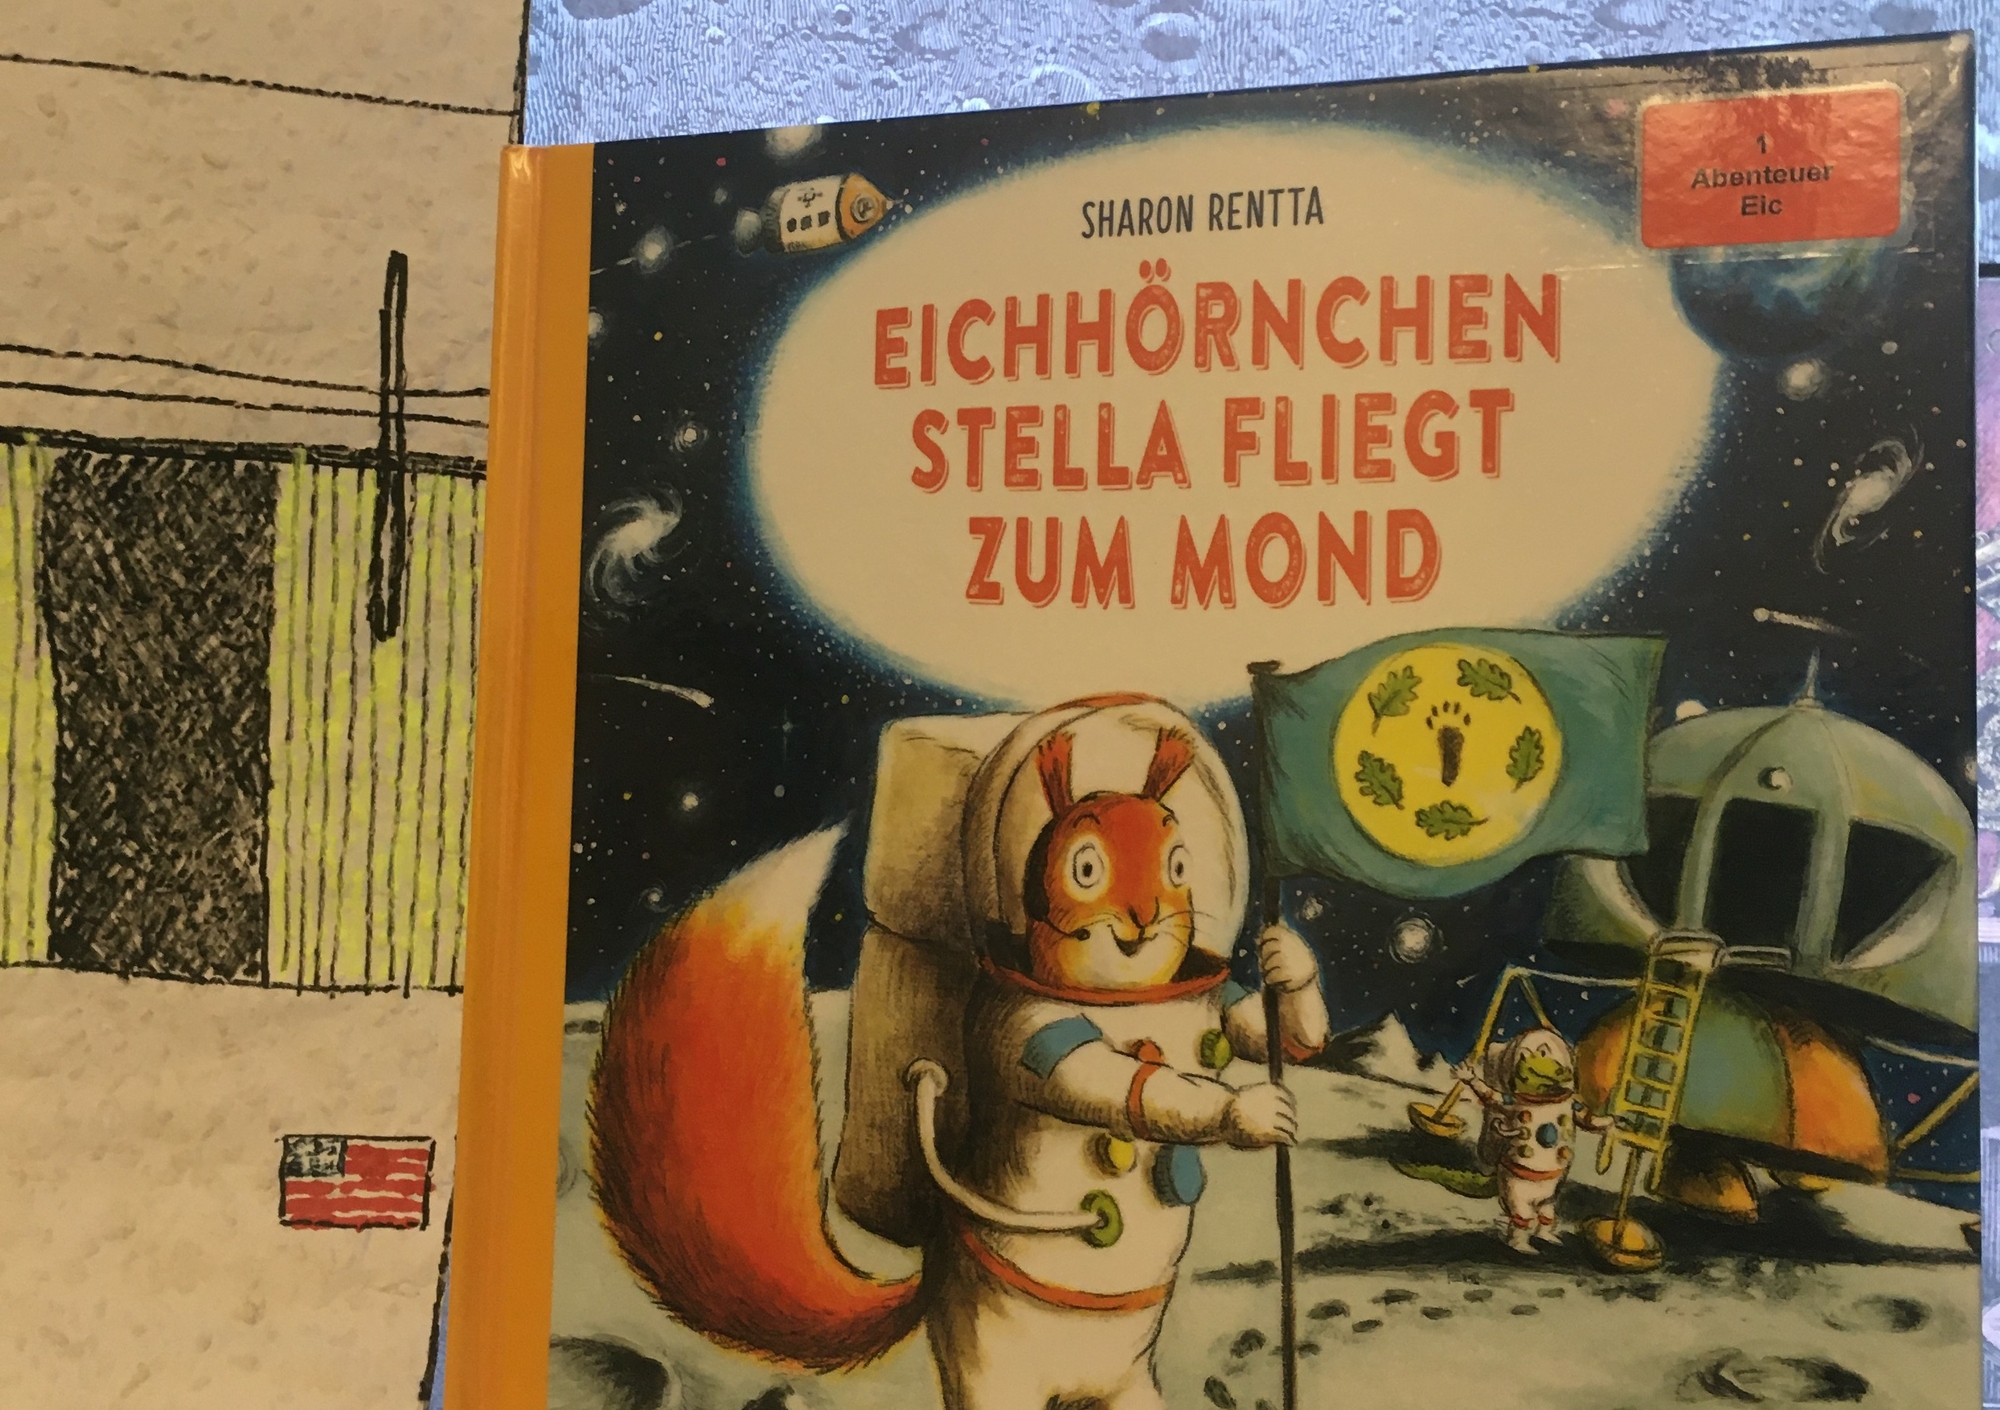 SHARON RENTTA
EICHHÖRNCHEN
STELLA FLIEGT
ZUM MOND
1
Abenteuer
Eic